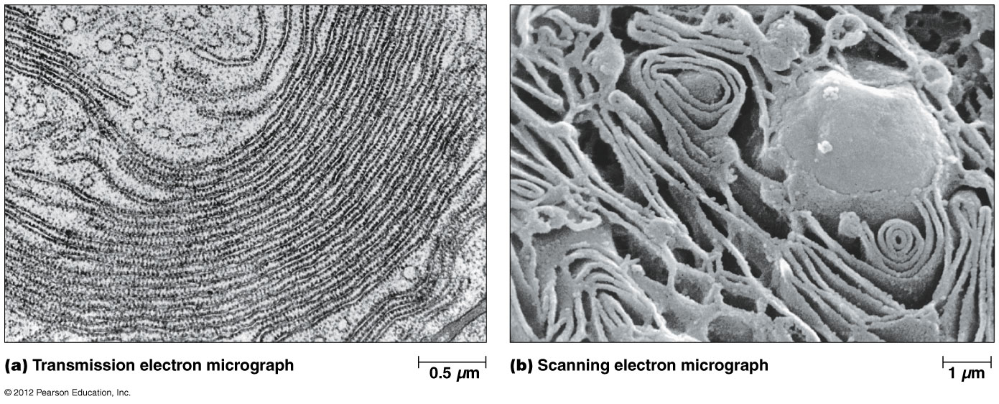 (a) Transmission electron micrograph
0.5 µm
(b) Scanning electron micrograph
1 µm
© 2012 Pearson Education, Inc.